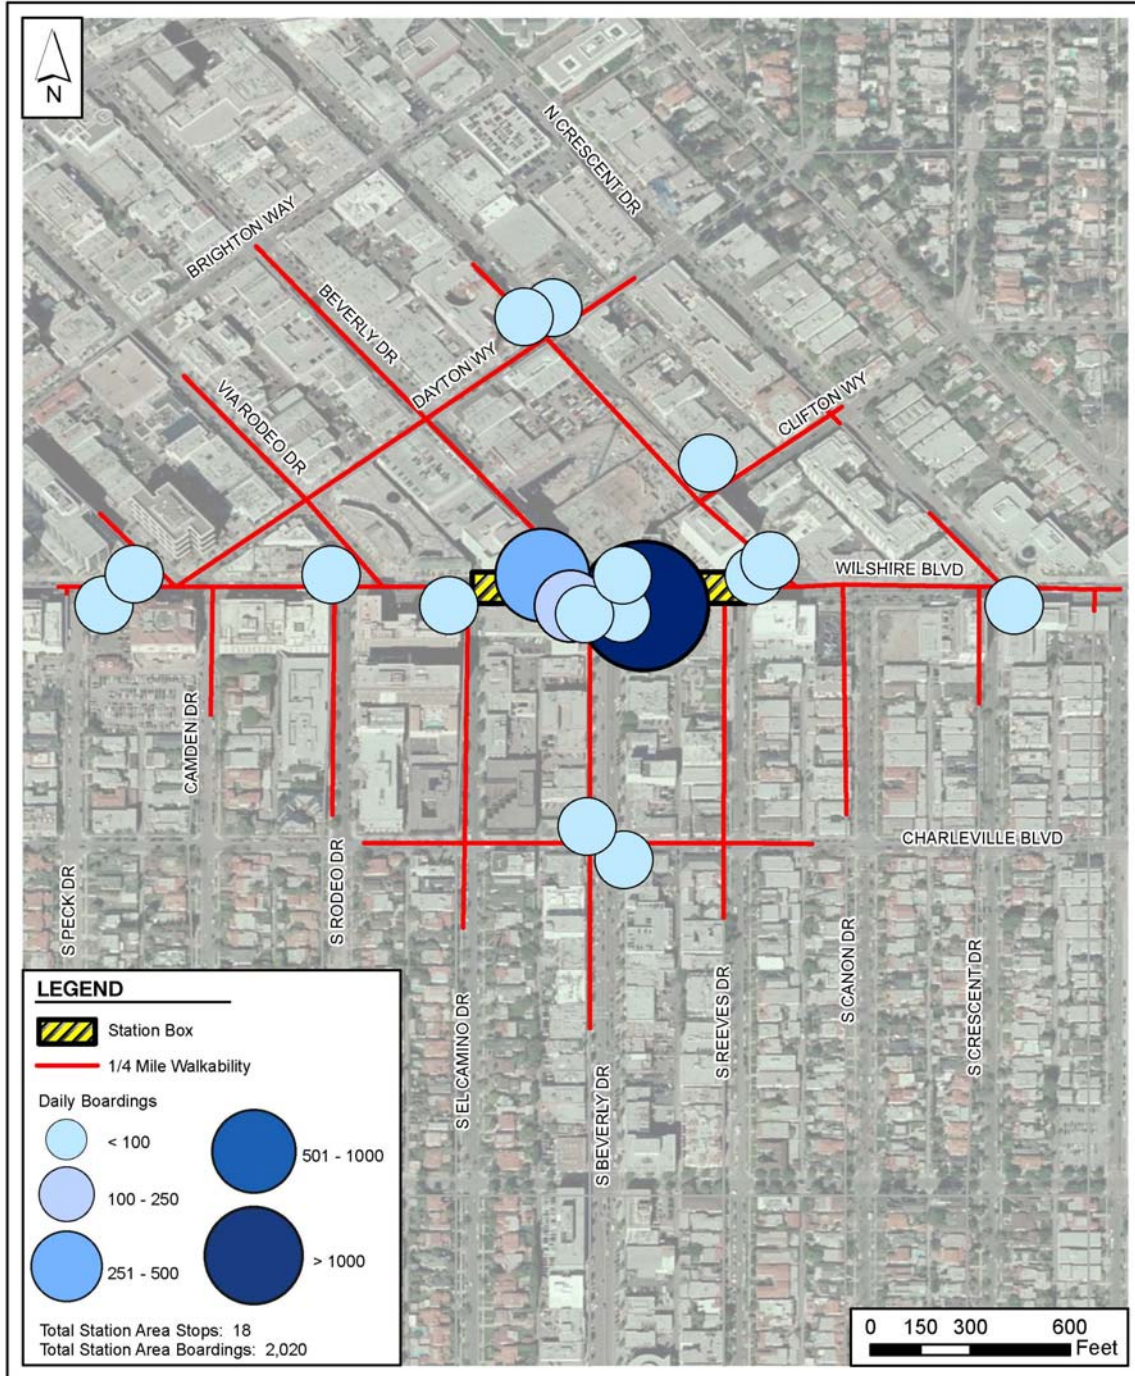 N
N CRESCENT DR
BRIGHTON WAY
BEVERLY DR
DAYTON WY
VIA RODEO DR
CLIFTON WY
WILSHIRE BLVD
CAMDEN DR
CHARLEVILLE BLVD
S PECK DR
S RODEO DR
S EL CAMINO DR
S BEVERLY DR
S REEVES DR
S CANON DR
S CRESCENT DR
LEGEND
Station Box
1/4 Mile Walkability
Daily Boardings
< 100
100 - 250
251 - 500
501 - 1000
> 1000
Total Station Area Stops: 18
Total Station Area Boardings: 2,020
0 150 300 600
Feet